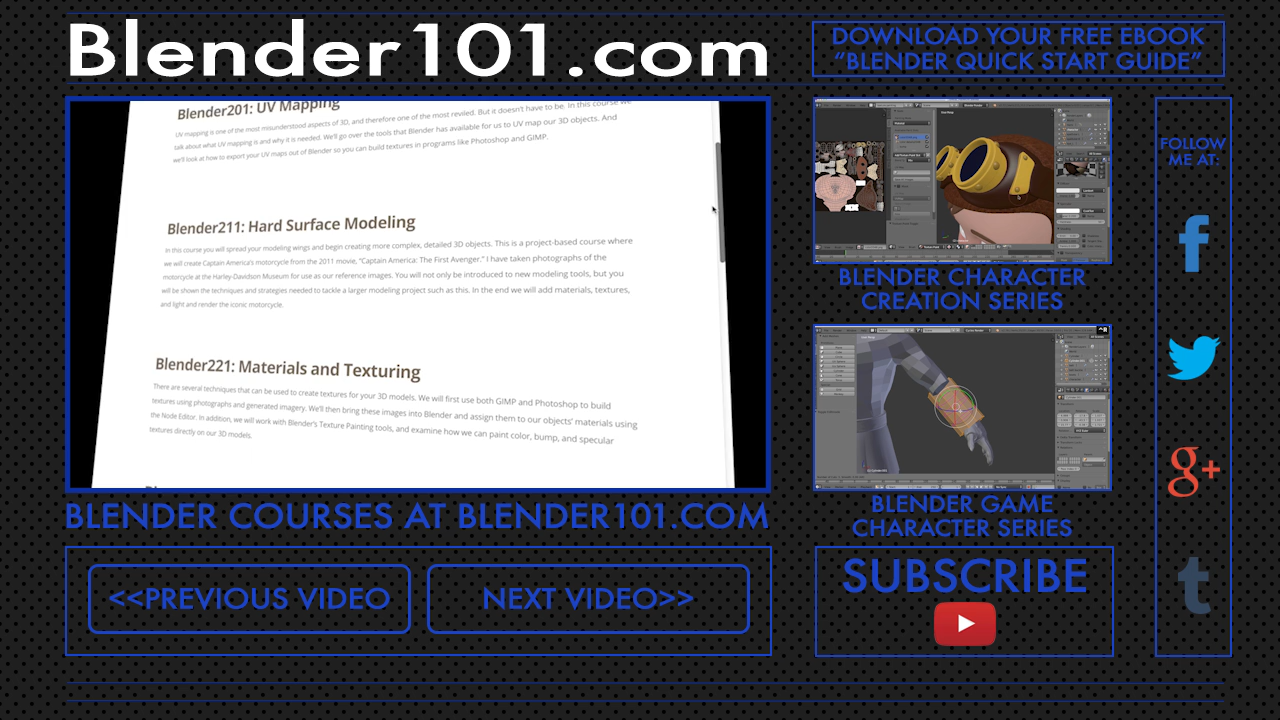 Blender101.com
DOWNLOAD YOUR FREE EBOOK
“BLENDER QUICK START GUIDE”
Blender201: UV Mapping
UV mapping is one of the most misunderstood aspects of 3D, and therefore one of the most reviled. But it doesn't have to be. In this course we
talk about what UV mapping is and why it is needed. We'll go over the tools that Blender has available for us to UV map our 3D objects. And
we'll look at how to export your UV maps out of Blender so you can build textures in programs like Photoshop and GIMP.
Blender211: Hard Surface Modeling
In this course you will spread your modeling wings and begin creating more complex, detailed 3D objects. This is a project-based course where
we will create Captain America's motorcycle from the 2011 movie, “Captain America: The First Avenger.” I have taken photographs of the
motorcycle at the Harley-Davidson Museum for use as our reference images. You will not only be introduced to new modeling tools, but you
will be shown the techniques and strategies needed to tackle a larger modeling project such as this. In the end we will add materials, textures,
and light and render the iconic motorcycle.
Blender221: Materials and Texturing
There are several techniques that can be used to create textures for your 3D models. We will first use both GIMP and Photoshop to build
textures using photographs and generated imagery. We'll then bring these images into Blender and assign them to our objects' materials using
the Node Editor. In addition, we will work with Blender's Texture Painting tools, and examine how we can paint color, bump, and specular
textures directly on our 3D models.
BLENDER COURSES AT BLENDER101.COM
<<PREVIOUS VIDEO
NEXT VIDEO>>
BLENDER CHARACTER
CREATION SERIES
BLENDER GAME
CHARACTER SERIES
SUBSCRIBE
FOLLOW
ME AT:
f
g+
t